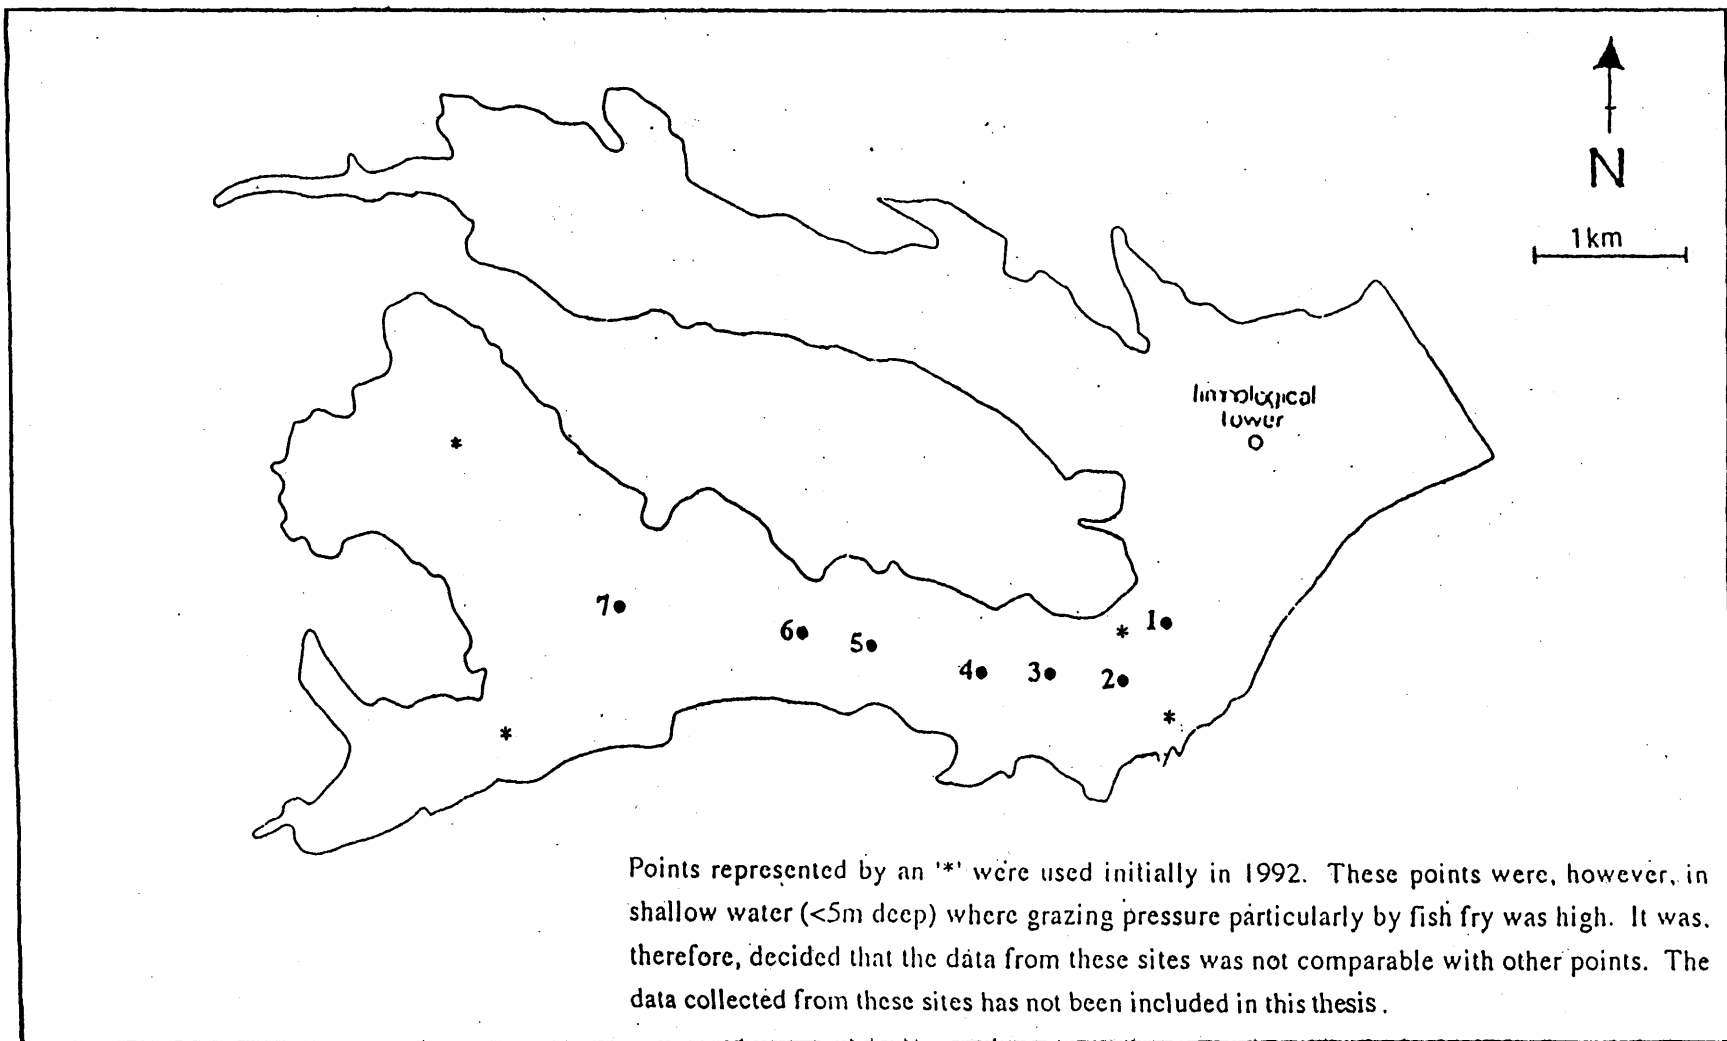 N
1km
limnological
tower
*
7
6
5
4
3
*
1
2
*
*
Points represented by an '*' were used initially in 1992. These points were, however, in
shallow water (<5m deep) where grazing pressure particularly by fish fry was high. It was,
therefore, decided that the data from these sites was not comparable with other points. The
data collected from these sites has not been included in this thesis.